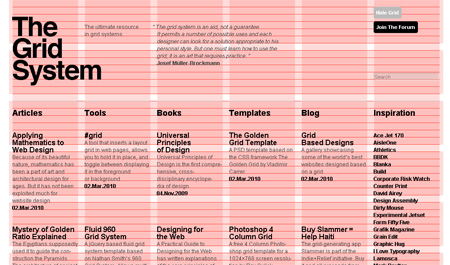 The
Grid
System
The ultimate resource
in grid systems.
" The grid system is an aid, not a guarantee.
It permits a number of possible uses and each
designer can look for a solution appropriate to his
personal style. But one must learn how to use the
grid; it is an art that requires practice. "
Josef Müller-Brockmann
Hide Grid
Join The Forum
Search
Articles
Applying
Mathematics to
Web Design
Because of its beautiful
nature, mathematics has
been a part of art and
architectural design for
ages. But it has not been
exploited much for
website design
02.Mar.2010
Mystery of Golden
Ratio Explained
The Egyptians supposedly
used it to guide the con-
struction the Pyramids.
Tools
#grid
A tool that inserts a layout
grid in web pages, allows
you to hold it in place, and
toggle between displaying
it in the foreground
or background
02.Mar.2010
Fluid 960
Grid System
A jQuery based fluid grid
system template based
on Nathan Smith's 960
Books
Universal
Principles
of Design
Universal Principles of
Design is the first compre-
hensive, cross-
disciplinary encyclope-
dia of design
04.Nov.2009
Designing for
the Web
A Practical Guide to
Designing for the Web
has written explanations
Templates
The Golden
Grid Template
A PSD template based on
the CSS framework The
Golden Grid by Vladimir
Carrer
02.Mar.2010
Photoshop 4
Column Grid
A free 4 Column Photo-
shop grid template for a
1024×768 screen resolu-
Blog
Grid
Based Designs
A gallery showcasing
some of the world's best
websites designed based
on a grid
02.Mar.2010
Buy Slammer =
Help Haiti
The grid-generating app
Slammer is part of the
Indie+Relief initiative. Buy
Inspiration
Ace Jet 170
AisleOne
Athletics
BBDK
Blanka
Build
Corporate Risk Watch
Counter Print
David Airey
Design Assembly
Dirty Mouse
Experimental Jetset
Form Fifty Five
Grafik Magazine
Grain Edit
Graphic Hug
I Love Typography
Lamosca